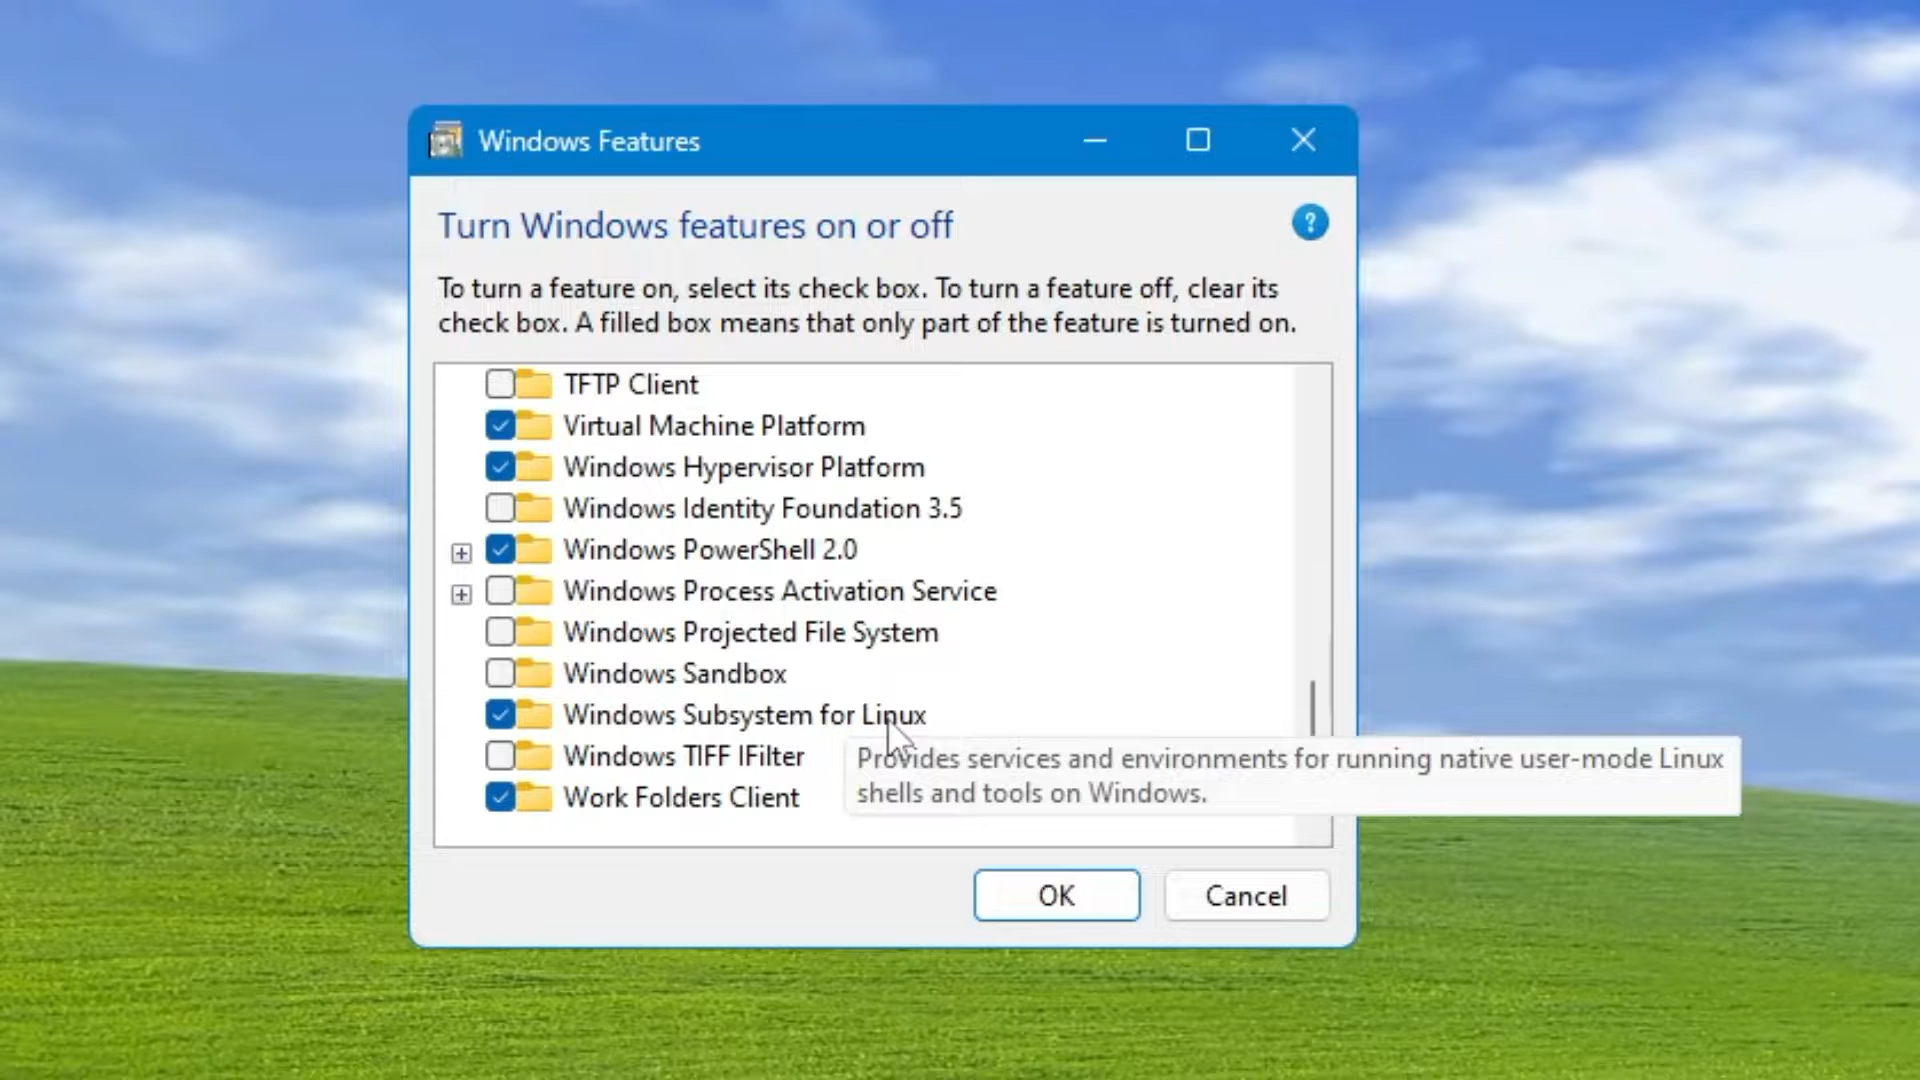 Windows Features
Turn Windows features on or off
?
To turn a feature on, select its check box. To turn a feature off, clear its
check box. A filled box means that only part of the feature is turned on.
TFTP Client
Virtual Machine Platform
Windows Hypervisor Platform
Windows Identity Foundation 3.5
Windows PowerShell 2.0
Windows Process Activation Service
Windows Projected File System
Windows Sandbox
Windows Subsystem for Linux
Windows TIFF IFilter
Provides services and environments for running native user-mode Linux
shells and tools on Windows.
Work Folders Client
OK
Cancel